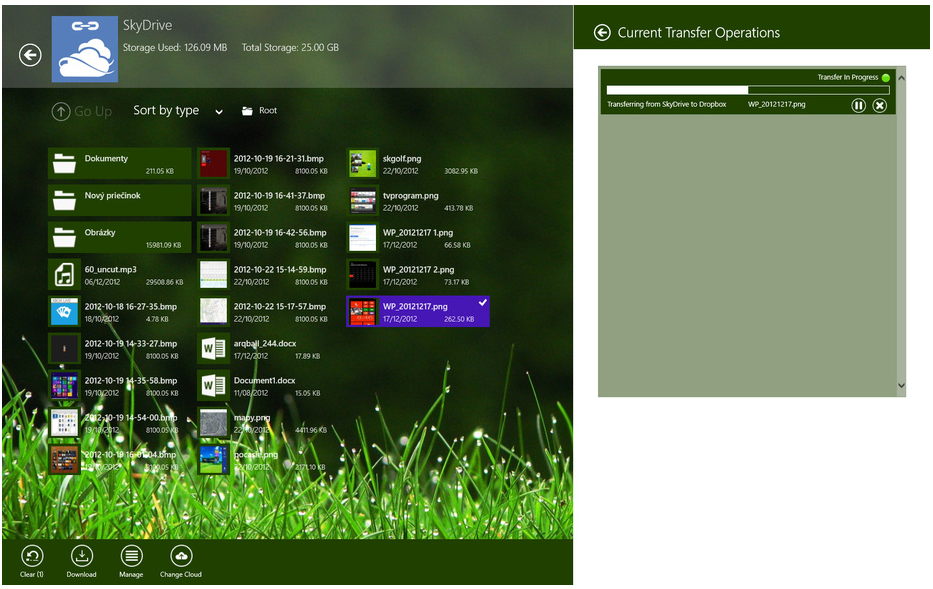 SkyDrive
Storage Used: 126.09 MB Total Storage: 25.00 GB
Go Up Sort by type Root
Dokumenty
211.05 KB
Nový priečinok
Obrázky
15981.09 KB
60_uncut.mp3
06/12/2012 29508.86 KB
2012-10-18 16-27-35.bmp
18/10/2012 4.78 KB
2012-10-19 14-33-27.bmp
19/10/2012 8100.05 KB
2012-10-19 14-35-58.bmp
19/10/2012 8100.05 KB
2012-10-19 14-54-00.bmp
19/10/2012 8100.05 KB
2012-10-19 16-01-04.bmp
19/10/2012 8100.05 KB
2012-10-19 16-21-31.bmp
19/10/2012 8100.05 KB
2012-10-19 16-41-37.bmp
19/10/2012 8100.05 KB
2012-10-19 16-42-56.bmp
19/10/2012 8100.05 KB
2012-10-22 15-14-59.bmp
22/10/2012 8100.05 KB
2012-10-22 15-17-57.bmp
22/10/2012 8100.05 KB
arqball_244.docx
17/12/2012 17.89 KB
Document1.docx
11/08/2012 15.05 KB
mapy.png
22/10/2012 4411.96 KB
pocasie.png
22/10/2012 2171.10 KB
skgolf.png
22/10/2012 3082.95 KB
tvprogram.png
22/10/2012 413.78 KB
WP_20121217 1.png
17/12/2012 66.58 KB
WP_20121217 2.png
17/12/2012 73.17 KB
WP_20121217.png
17/12/2012 262.50 KB
Clear (1) Download Manage Change Cloud
Current Transfer Operations
Transfer In Progress
Transferring from SkyDrive to Dropbox WP_20121217.png